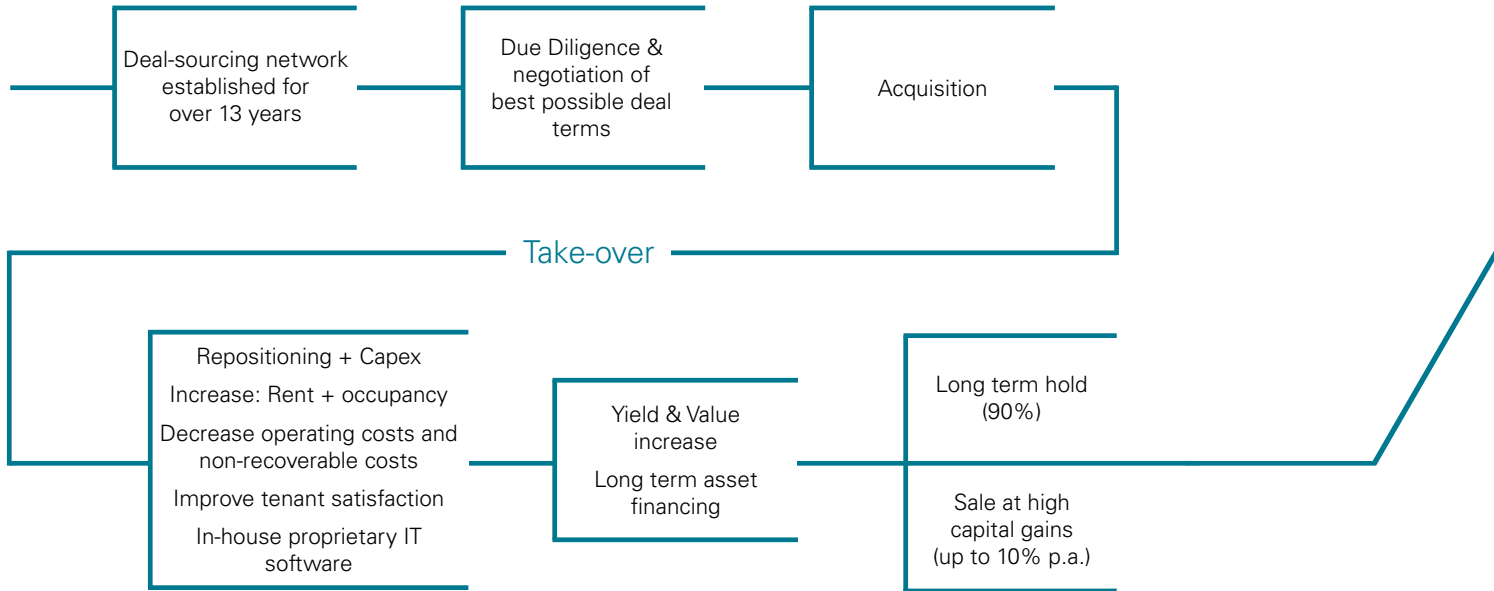 Deal-sourcing network
established for
over 13 years
Due Diligence &
negotiation of
best possible deal
terms
Acquisition
Take-over
Repositioning + Capex
Increase: Rent + occupancy
Decrease operating costs and
non-recoverable costs
Improve tenant satisfaction
In-house proprietary IT
software
Yield & Value
increase
Long term asset
financing
Long term hold
(90%)
Sale at high
capital gains
(up to 10% p.a.)